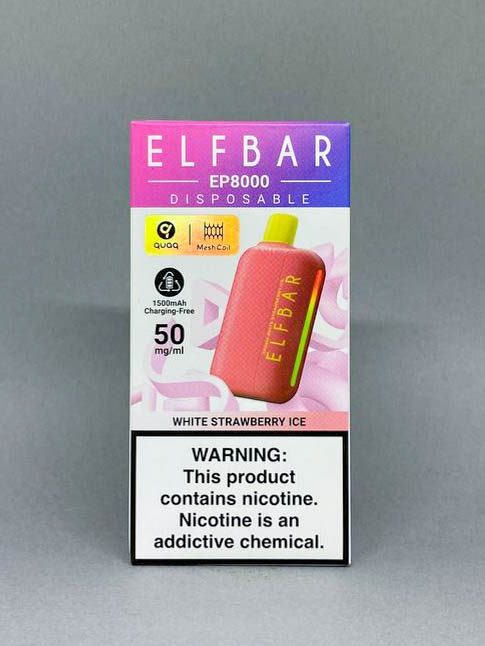 ELFBAR
EP8000
DISPOSABLE
quaq
MeshCoil
1500mAh
Charging-Free
50
mg/ml
ELFBAR
WHITE STRAWBERRY ICE
WARNING:
This product
contains nicotine.
Nicotine is an
addictive chemical.